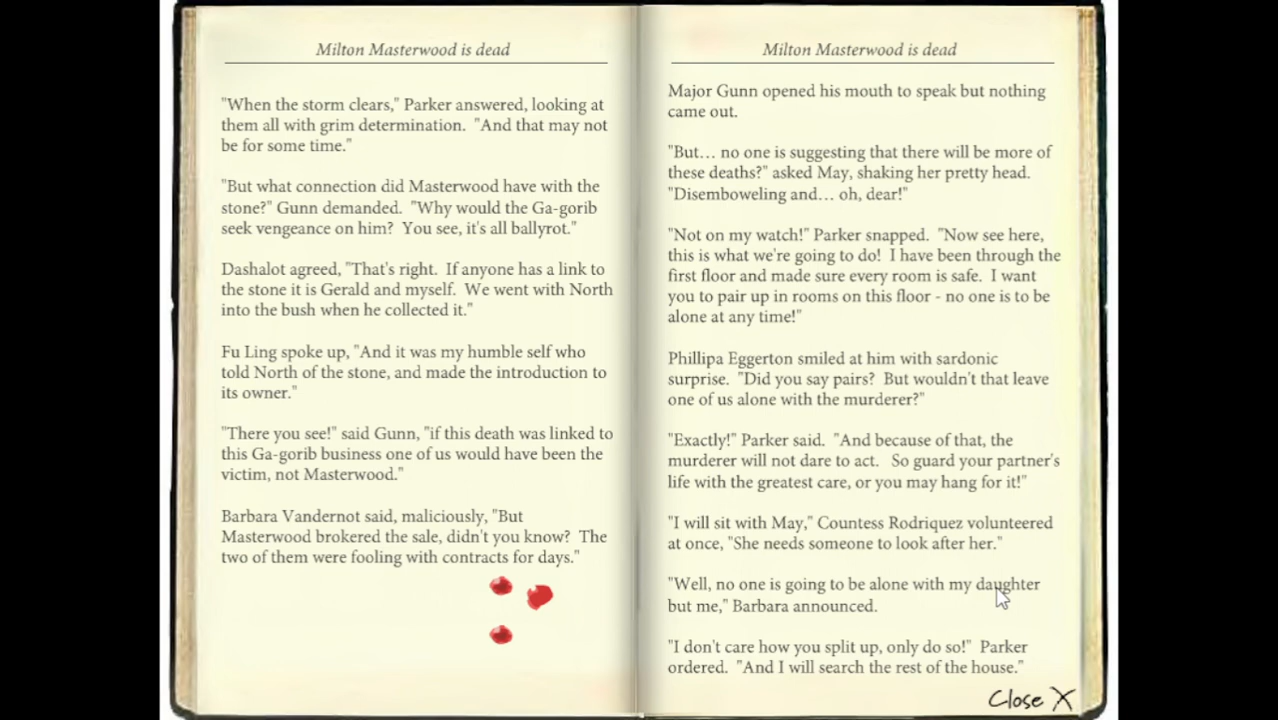 Milton Masterwood is dead
"When the storm clears," Parker answered, looking at
them all with grim determination.  "And that may not
be for some time."
"But what connection did Masterwood have with the
stone?" Gunn demanded.  "Why would the Ga-gorib
seek vengeance on him?  You see, it's all ballyrot."
Dashalot agreed, "That's right.  If anyone has a link to
the stone it is Gerald and myself.  We went with North
into the bush when he collected it."
Fu Ling spoke up, "And it was my humble self who
told North of the stone, and made the introduction to
its owner."
"There you see!" said Gunn, "if this death was linked to
this Ga-gorib business one of us would have been the
victim, not Masterwood."
Barbara Vandernot said, maliciously, "But
Masterwood brokered the sale, didn't you know?  The
two of them were fooling with contracts for days."
Milton Masterwood is dead
Major Gunn opened his mouth to speak but nothing
came out.
"But... no one is suggesting that there will be more of
these deaths?" asked May, shaking her pretty head.
"Disemboweling and... oh, dear!"
"Not on my watch!" Parker snapped.  "Now see here,
this is what we're going to do!  I have been through the
first floor and made sure every room is safe.  I want
you to pair up in rooms on this floor - no one is to be
alone at any time!"
Phillipa Eggerton smiled at him with sardonic
surprise.  "Did you say pairs?  But wouldn't that leave
one of us alone with the murderer?"
"Exactly!" Parker said.  "And because of that, the
murderer will not dare to act.   So guard your partner's
life with the greatest care, or you may hang for it!"
"I will sit with May," Countess Rodriquez volunteered
at once, "She needs someone to look after her."
"Well, no one is going to be alone with my daughter
but me," Barbara announced.
"I don't care how you split up, only do so!"  Parker
ordered.  "And I will search the rest of the house."
Close X